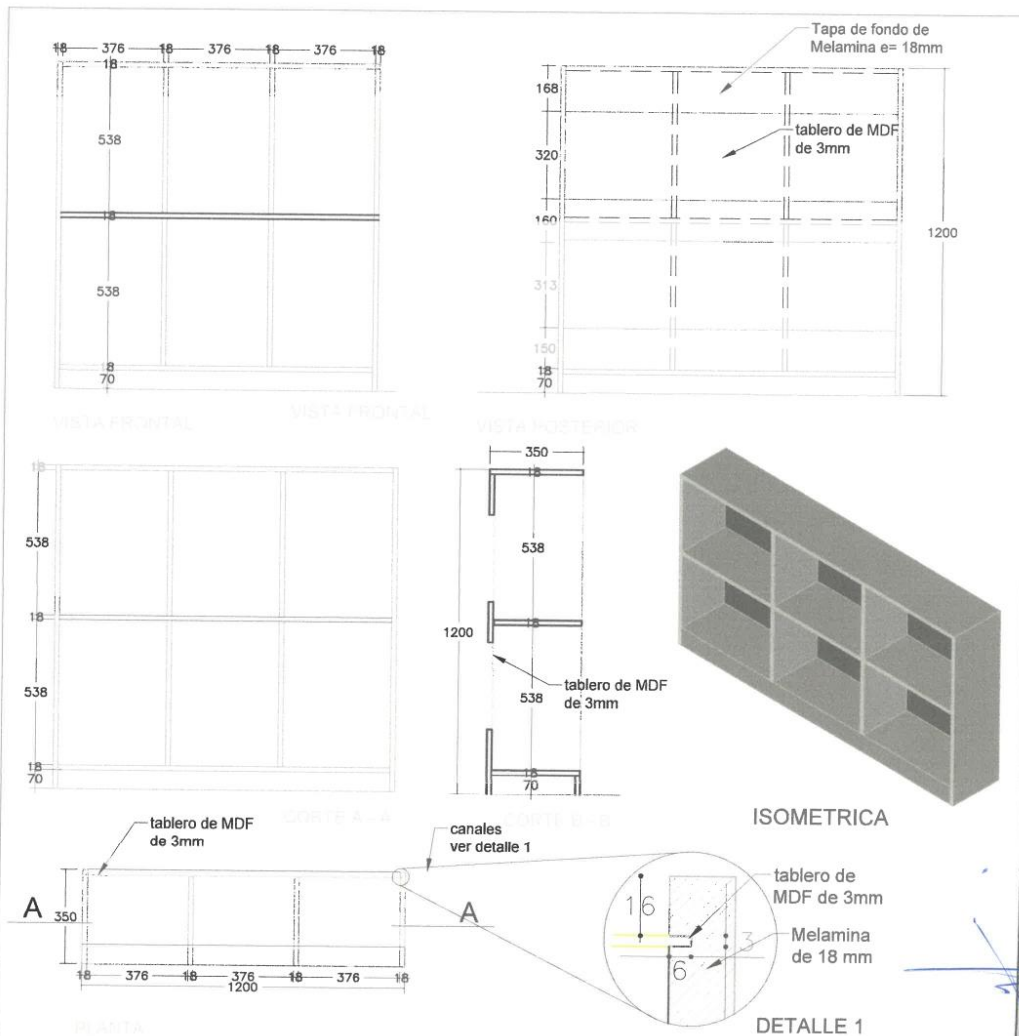 18 376 18 376 18 376 18
18
538
18
538
18
70
VISTA FRONTAL
VISTA FRONTAL
Tapa de fondo de
Melamina e= 18mm
tablero de MDF
de 3mm
168
320
160
313
150
18
70
1200
VISTA POSTERIOR
18
538
18
538
18
70
CORTE A - A
350
18
538
18
1200
tablero de MDF
de 3mm
538
18
70
CORTE B - B
ISOMETRICA
tablero de MDF
de 3mm
canales
ver detalle 1
A
350
A
18 376 18 376 18 376 18
1200
PLANTA
16
3
6
tablero de
MDF de 3mm
Melamina
de 18 mm
DETALLE 1